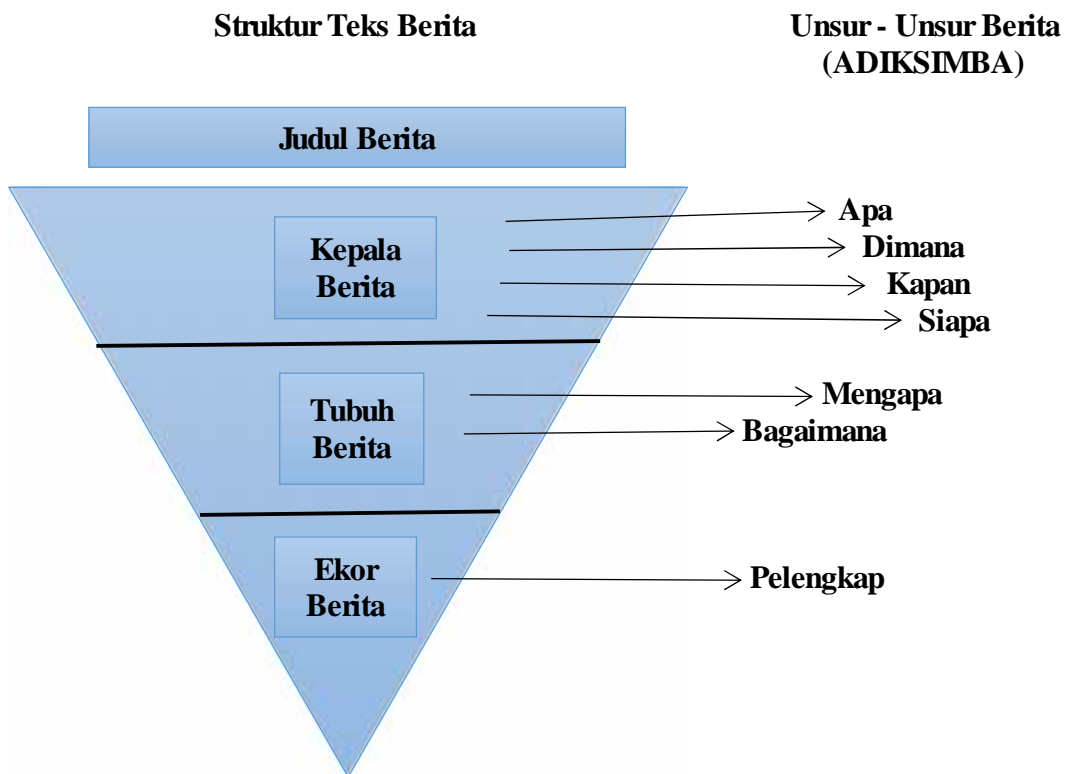 Struktur Teks Berita
Unsur - Unsur Berita
(ADIKSIMBA)
Judul Berita
Kepala
Berita
Apa
Dimana
Kapan
Siapa
Tubuh
Berita
Mengapa
Bagaimana
Ekor
Berita
Pelengkap